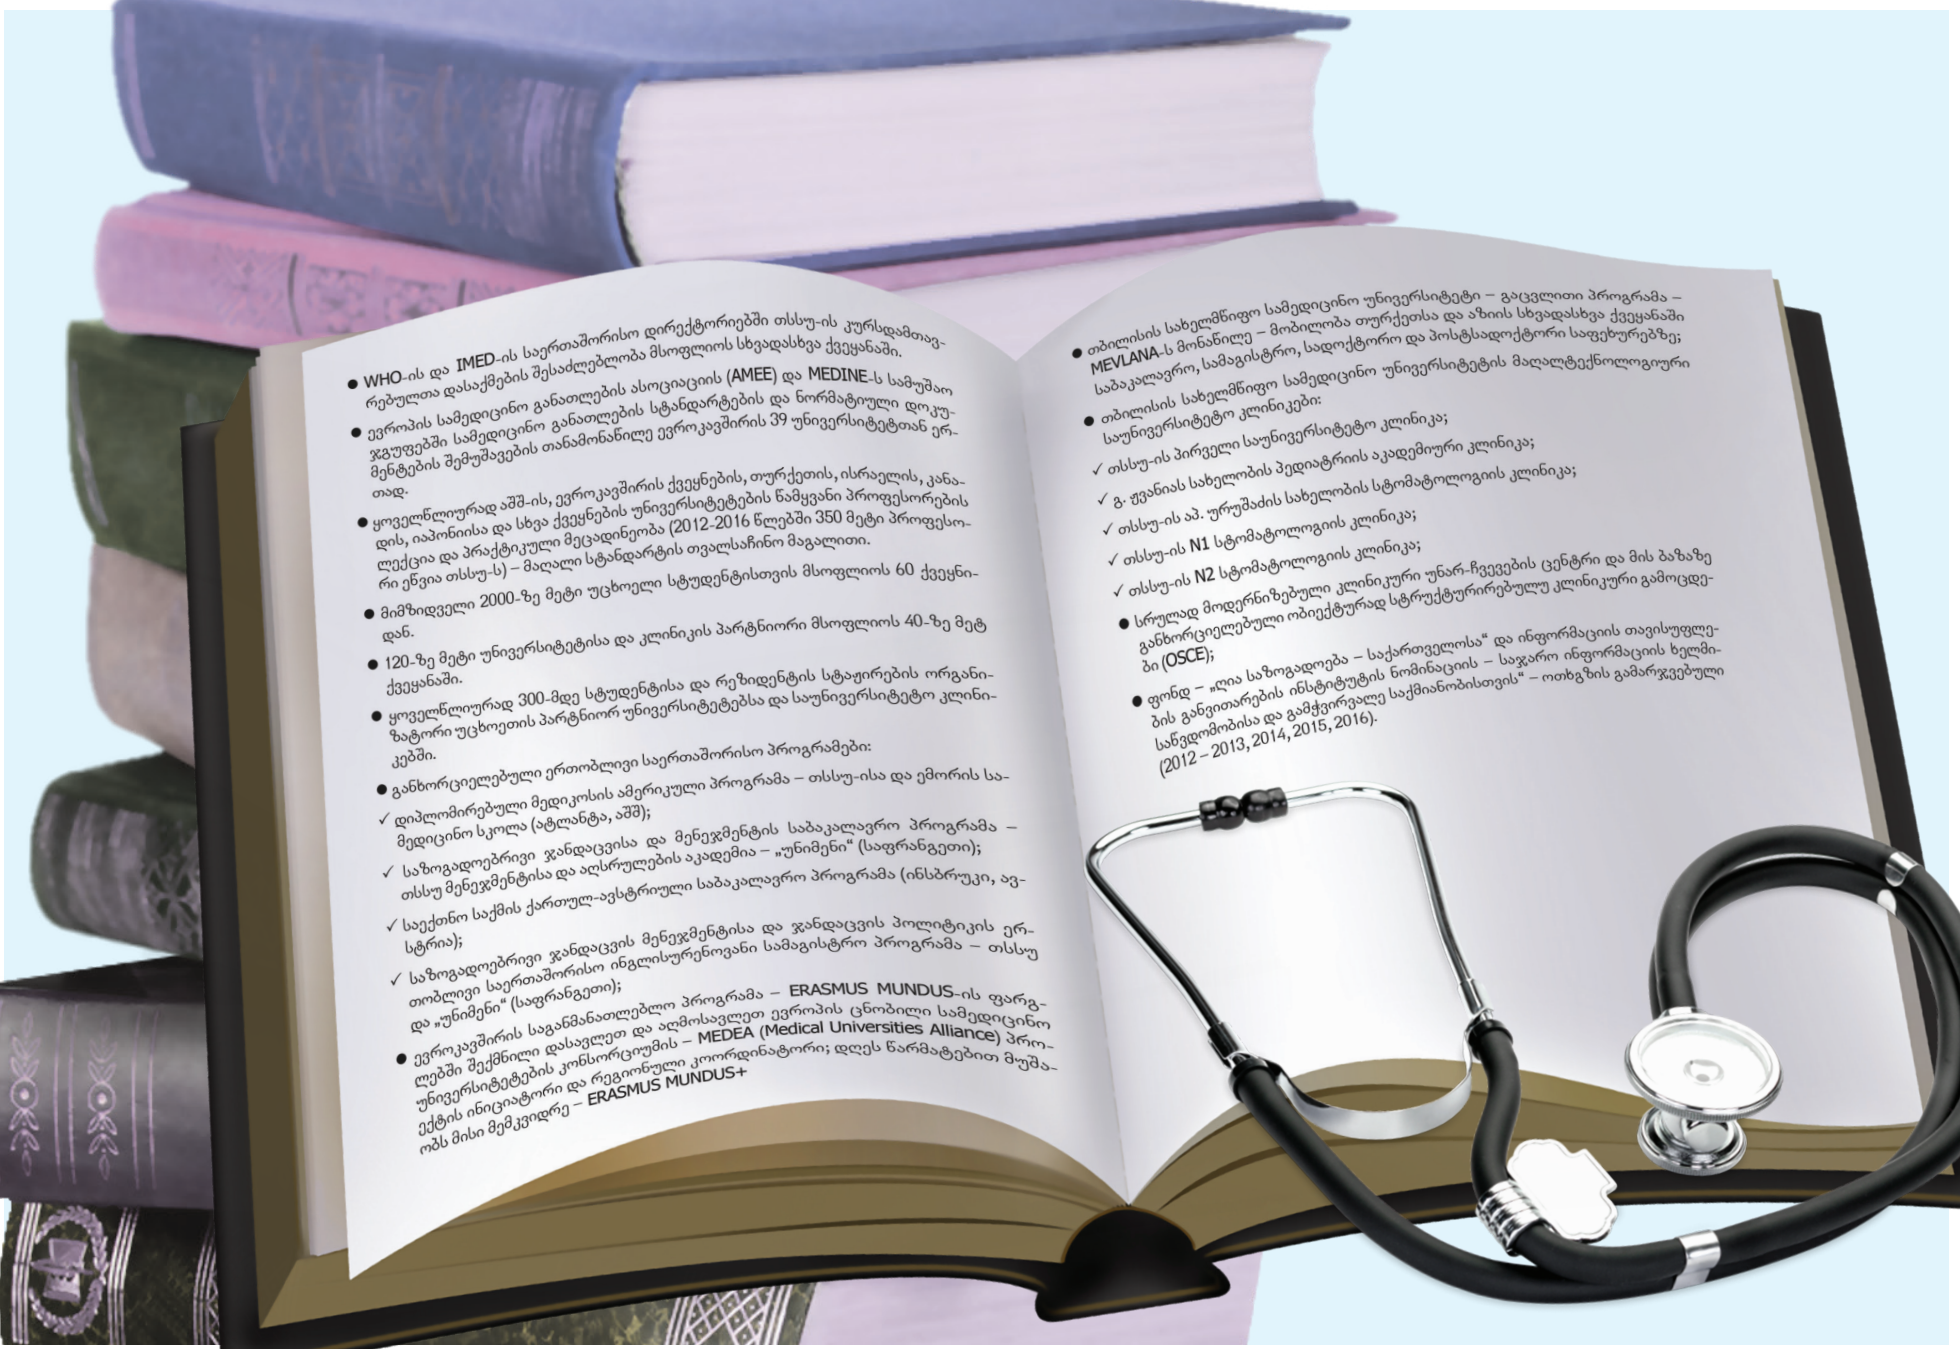 ● WHO-ის და IMED-ის საერთაშორისო დირექტორიებში თსსუ-ის კურსდამთავ-
რებულთა დასაქმების შესაძლებლობა მსოფლიოს სხვადასხვა ქვეყანაში.
● ევროპის სამედიცინო განათლების ასოციაციის (AMEE) და MEDINE-ს სამუშაო
ჯგუფებში სამედიცინო განათლების სტანდარტების და ნორმატიული დოკუ-
მენტების შემუშავების თანამონაწილე ევროკავშირის 39 უნივერსიტეტთან ერ-
თად.
● ყოველწლიურად აშშ-ის, ევროკავშირის ქვეყნების, თურქეთის, ისრაელის, კანა-
დის, იაპონიისა და სხვა ქვეყნების უნივერსიტეტების წამყვანი პროფესორების
ლექცია და პრაქტიკული მეცადინეობა (2012-2016 წლებში 350 მეტი პროფესო-
რი ეწვია თსსუ-ს) – მაღალი სტანდარტის თვალსაჩინო მაგალითი.
● მიმზიდველი 2000-ზე მეტი უცხოელი სტუდენტისთვის მსოფლიოს 60 ქვეყნი-
დან.
● 120-ზე მეტი უნივერსიტეტისა და კლინიკის პარტნიორი მსოფლიოს 40-ზე მეტ
ქვეყანაში.
● ყოველწლიურად 300-მდე სტუდენტისა და რეზიდენტის სტაჟირების ორგანი-
ზატორი უცხოეთის პარტნიორ უნივერსიტეტებსა და საუნივერსიტეტო კლინი-
კებში.
● განხორციელებული ერთობლივი საერთაშორისო პროგრამები:
✓ დიპლომირებული მედიკოსის ამერიკული პროგრამა – თსსუ-ისა და ემორის სა-
მედიცინო სკოლა (ატლანტა, აშშ);
✓ საზოგადოებრივი ჯანდაცვისა და მენეჯმენტის საბაკალავრო პროგრამა –
თსსუ მენეჯმენტისა და აღსრულების აკადემია – „უნიმენი“ (საფრანგეთი);
✓ საექთნო საქმის ქართულ-ავსტრიული საბაკალავრო პროგრამა (ინსბრუკი, ავ-
სტრია);
✓ საზოგადოებრივი ჯანდაცვის მენეჯმენტისა და ჯანდაცვის პოლიტიკის ერ-
თობლივი საერთაშორისო ინგლისურენოვანი სამაგისტრო პროგრამა – თსსუ
და „უნიმენი“ (საფრანგეთი);
● ევროკავშირის საგანმანათლებლო პროგრამა – ERASMUS MUNDUS-ის ფარგ-
ლებში შექმნილი დასავლეთ და აღმოსავლეთ ევროპის ცნობილი სამედიცინო
უნივერსიტეტების კონსორციუმის – MEDEA (Medical Universities Alliance) პრო-
ექტის ინიციატორი და რეგიონული კოორდინატორი; დღეს წარმატებით მუშა-
ობს მისი მემკვიდრე – ERASMUS MUNDUS+
● თბილისის სახელმწიფო სამედიცინო უნივერსიტეტი – გაცვლითი პროგრამა –
MEVLANA-ს მონაწილე – მობილობა თურქეთსა და აზიის სხვადასხვა ქვეყანაში
საბაკალავრო, სამაგისტრო, სადოქტორო და პოსტსადოქტორი საფეხურებზე;
● თბილისის სახელმწიფო სამედიცინო უნივერსიტეტის მაღალტექნოლოგიური
საუნივერსიტეტო კლინიკები:
✓ თსსუ-ის პირველი საუნივერსიტეტო კლინიკა;
✓ გ. ჟვანიას სახელობის პედიატრიის აკადემიური კლინიკა;
✓ თსსუ-ის აპ. ურუშაძის სახელობის სტომატოლოგიის კლინიკა;
✓ თსსუ-ის N1 სტომატოლოგიის კლინიკა;
✓ თსსუ-ის N2 სტომატოლოგიის კლინიკა;
● სრულად მოდერნიზებული კლინიკური უნარ-ჩვევების ცენტრი და მის ბაზაზე
განხორციელებული ობიექტურად სტრუქტურირებულუ კლინიკური გამოცდე-
ბი (OSCE);
● ფონდ – „ღია საზოგადოება – საქართველოსა“ და ინფორმაციის თავისუფლე-
ბის განვითარების ინსტიტუტის ნომინაციის – საჯარო ინფორმაციის ხელმი-
საწვდომობისა და გამჭვირვალე საქმიანობისთვის“ – ოთხგზის გამარჯვებული
(2012 – 2013, 2014, 2015, 2016).